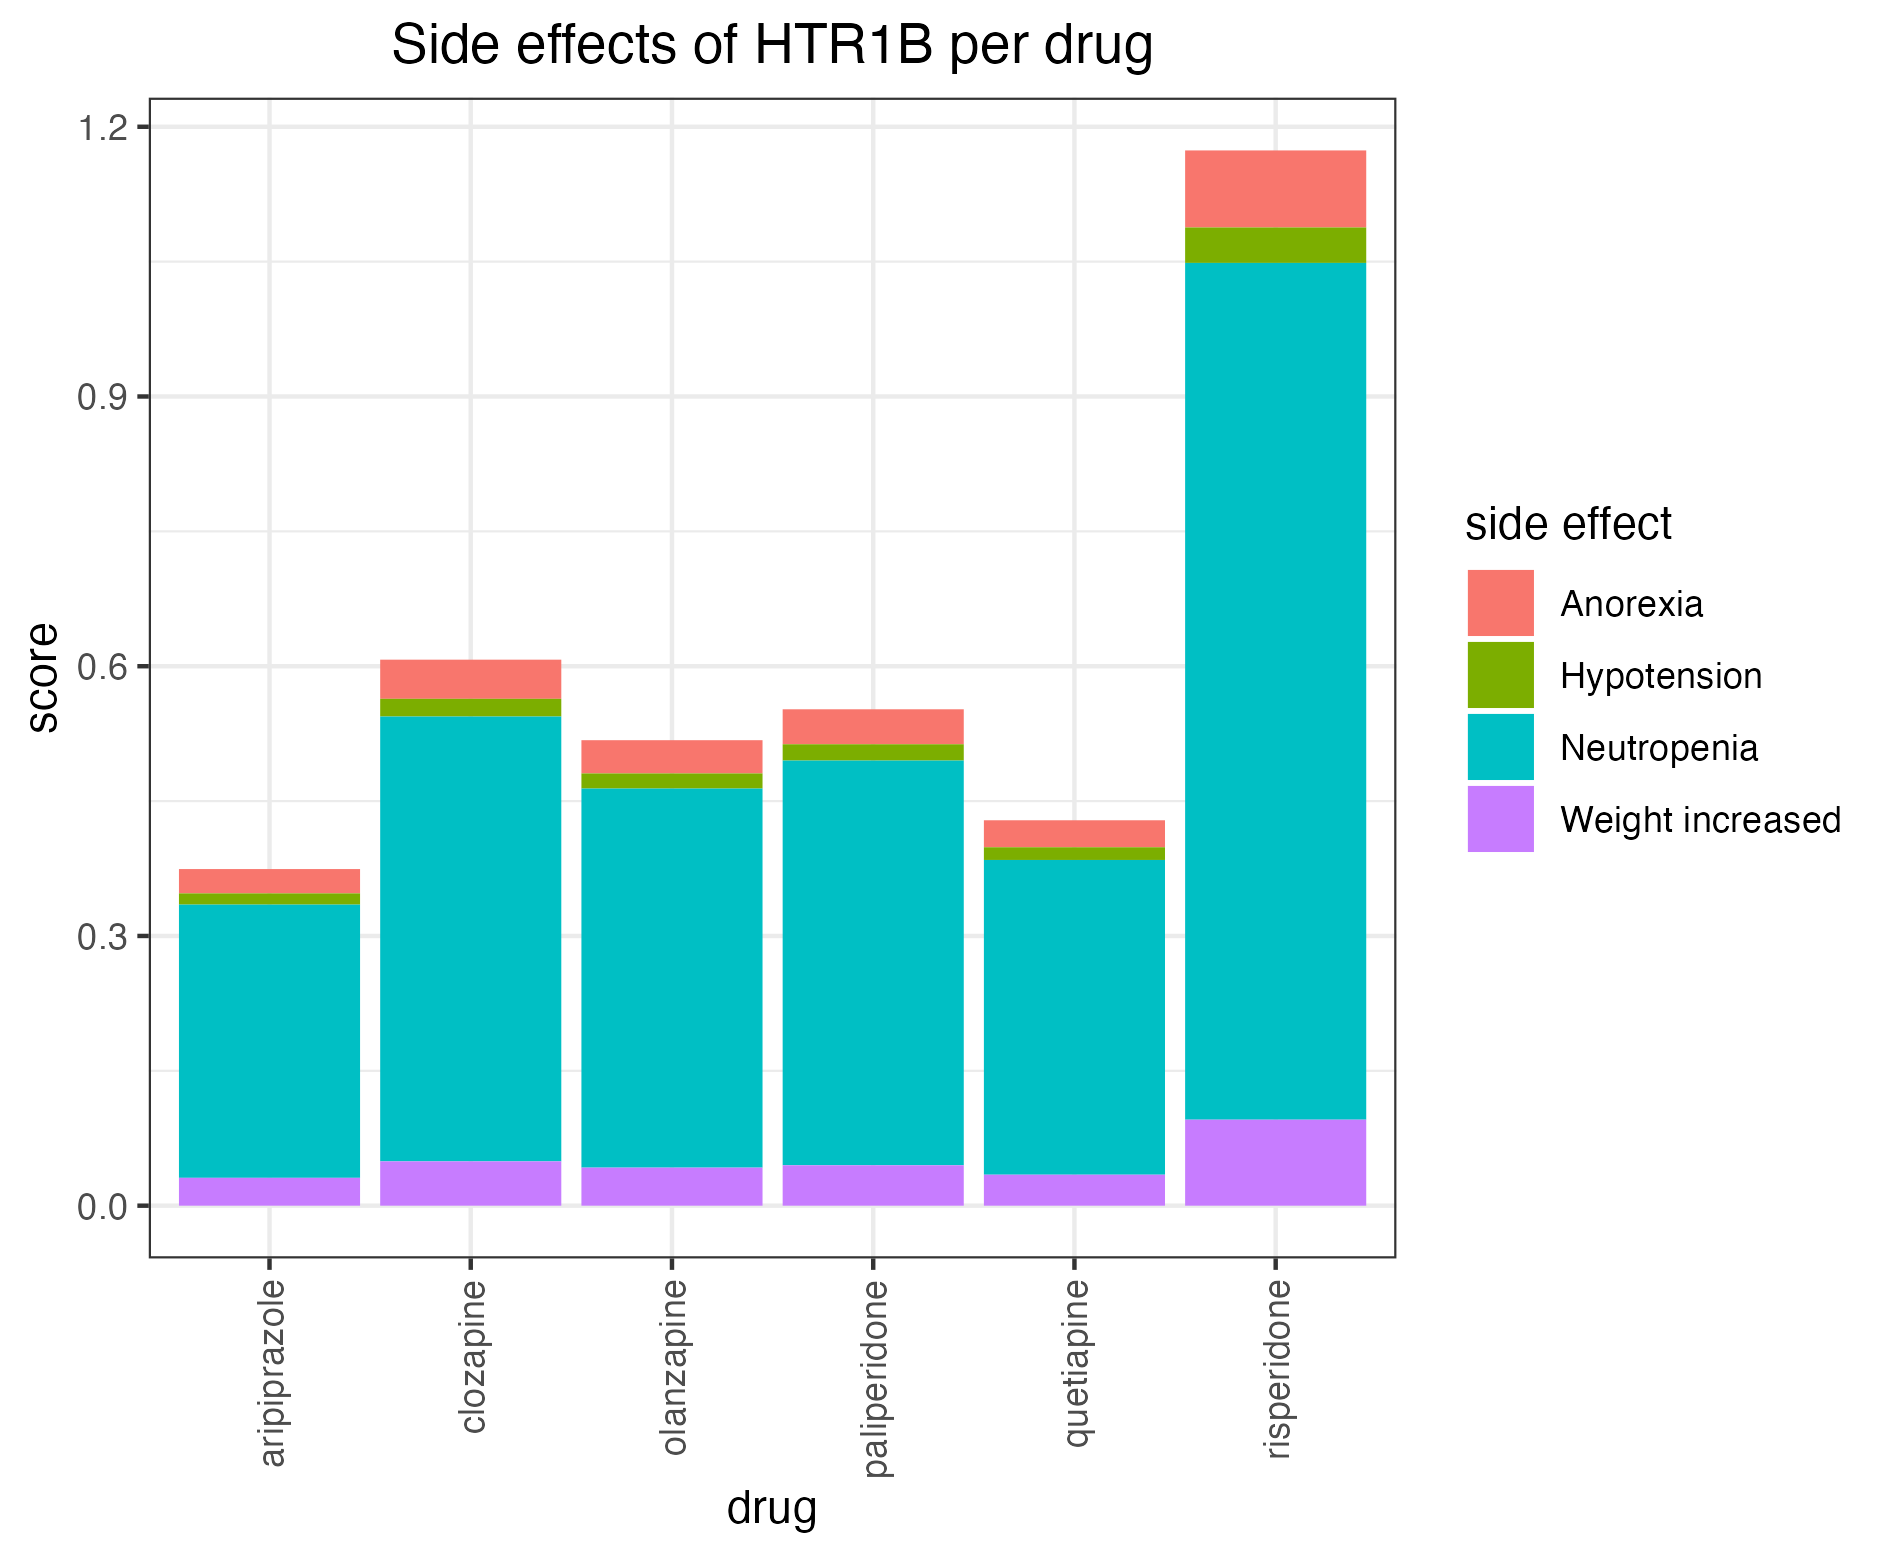 Side effects of HTR1B per drug
1.2
0.9
0.6
0.3
0.0
score
aripiprazole
clozapine
olanzapine
paliperidone
quetiapine
risperidone
drug
side effect
Anorexia
Hypotension
Neutropenia
Weight increased